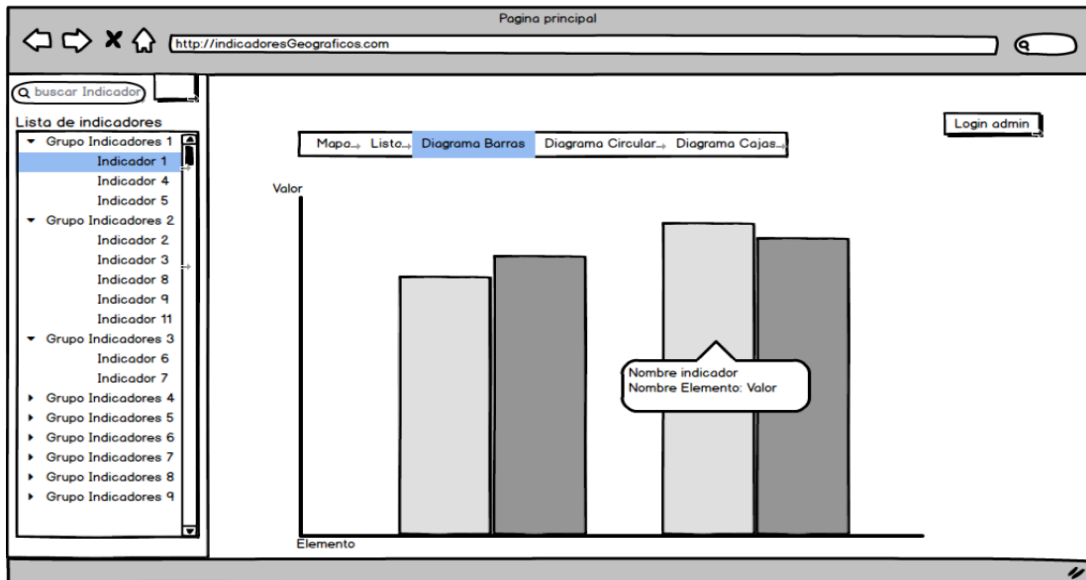 Pagina principal
http://indicadoresGeograficos.com
buscar Indicador
Lista de indicadores
Grupo Indicadores 1
Indicador 1
Indicador 4
Indicador 5
Grupo Indicadores 2
Indicador 2
Indicador 3
Indicador 8
Indicador 9
Indicador 11
Grupo Indicadores 3
Indicador 6
Indicador 7
Grupo Indicadores 4
Grupo Indicadores 5
Grupo Indicadores 6
Grupo Indicadores 7
Grupo Indicadores 8
Grupo Indicadores 9
Login admin
Mapa Lista Diagrama Barras Diagrama Circular Diagrama Cajas
Valor
Nombre indicador
Nombre Elemento: Valor
Elemento